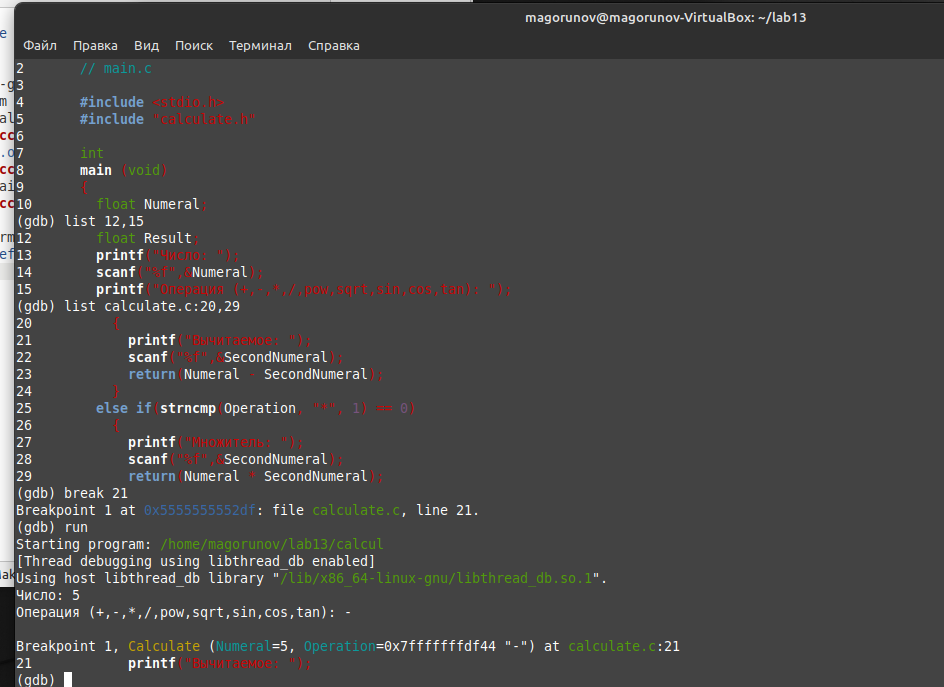 magorunov@magorunov-VirtualBox: ~/lab13
Файл Правка Вид Поиск Терминал Справка
2 // main.c
3
4 #include <stdio.h>
5 #include "calculate.h"
6
7 int
8 main (void)
9 {
10 float Numeral;
(gdb) list 12,15
12 float Result;
13 printf("Число: ");
14 scanf("%f",&Numeral);
15 printf("Операция (+,-,*,/,pow,sqrt,sin,cos,tan): ");
(gdb) list calculate.c:20,29
20 {
21 printf("Вычитаемое: ");
22 scanf("%f",&SecondNumeral);
23 return(Numeral - SecondNumeral);
24 }
25 else if(strncmp(Operation, "*", 1) == 0)
26 {
27 printf("Множитель: ");
28 scanf("%f",&SecondNumeral);
29 return(Numeral * SecondNumeral);
(gdb) break 21
Breakpoint 1 at 0x5555555552df: file calculate.c, line 21.
(gdb) run
Starting program: /home/magorunov/lab13/calcul
[Thread debugging using libthread_db enabled]
Using host libthread_db library "/lib/x86_64-linux-gnu/libthread_db.so.1".
Число: 5
Операция (+,-,*,/,pow,sqrt,sin,cos,tan): -
Breakpoint 1, Calculate (Numeral=5, Operation=0x7fffffffdf44 "-") at calculate.c:21
21 printf("Вычитаемое: ");
(gdb)